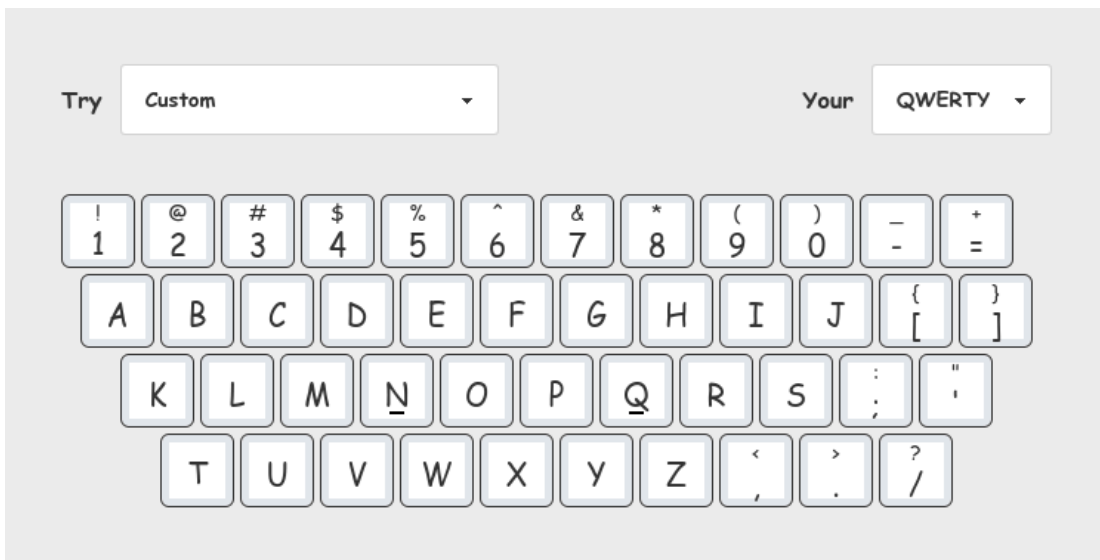 Try Custom Your QWERTY
! @ # $ % ^ & * ( ) _ +
1 2 3 4 5 6 7 8 9 0 - =
{ }
A B C D E F G H I J [ ]
: "
K L M N O P Q R S ; '
< > ?
T U V W X Y Z , . /